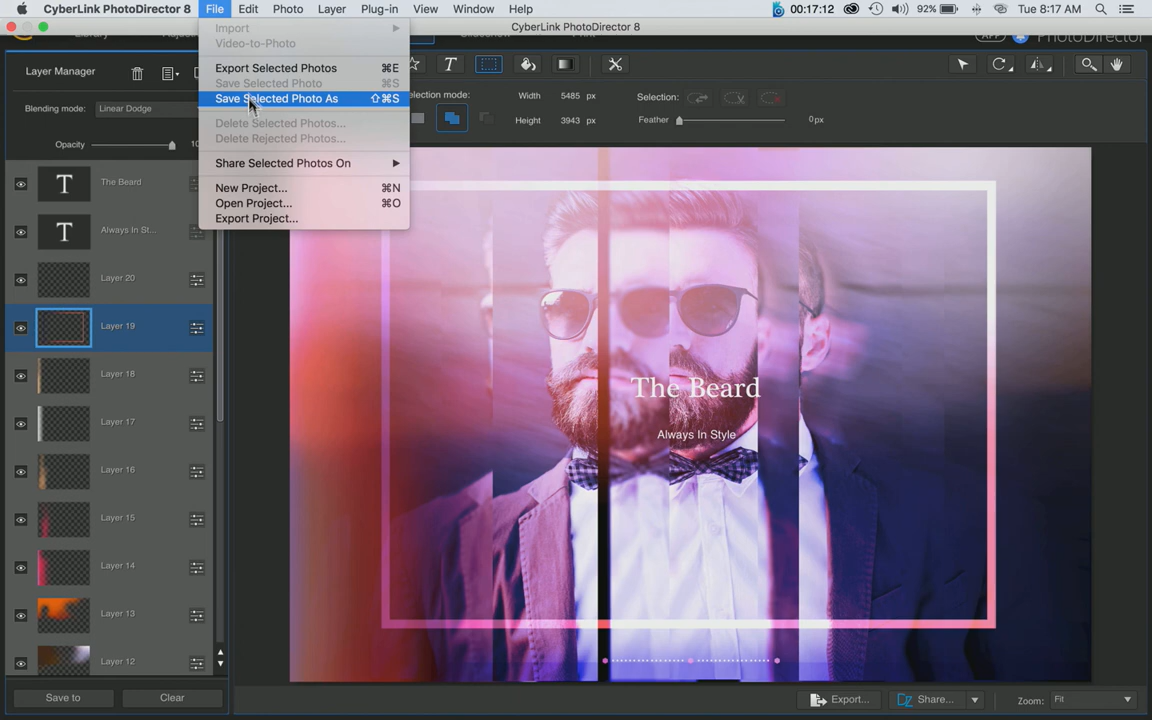 CyberLink PhotoDirector 8 File Edit Photo Layer Plug-in View Window Help 00:17:12 92% Tue 8:17 AM
CyberLink PhotoDirector 8
PhotoDirector
Layer Manager
Blending mode: Linear Dodge
Opacity
Import
Video-to-Photo
Export Selected Photos ⌘E
Save Selected Photo ⌘S
Save Selected Photo As ⇧⌘S
Delete Selected Photos...
Delete Rejected Photos...
Share Selected Photos On
New Project... ⌘N
Open Project... ⌘O
Export Project...
T
election mode:
Width 5485 px
Height 3943 px
Selection:
Feather 0px
T The Beard
T Always In St...
Layer 20
Layer 19
Layer 18
Layer 17
Layer 16
Layer 15
Layer 14
Layer 13
Layer 12
The Beard
Always In Style
Save to Clear
Export... Share... Zoom: Fit